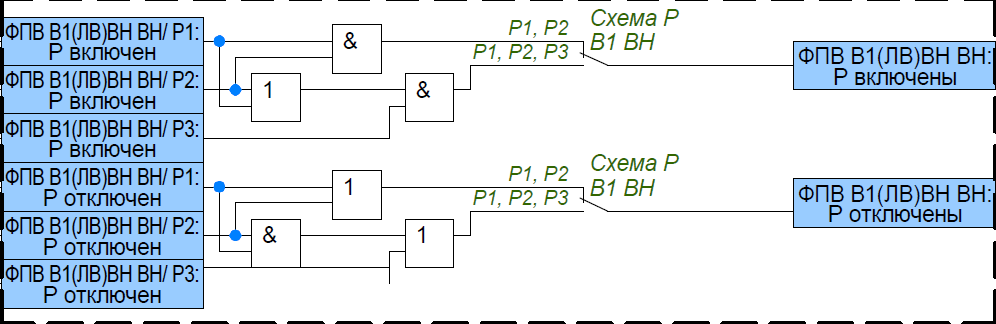 ФПВ В1(ЛВ)ВН ВН/ Р1:
Р включен
ФПВ В1(ЛВ)ВН ВН/ Р2:
Р включен
ФПВ В1(ЛВ)ВН ВН/ Р3:
Р включен
ФПВ В1(ЛВ)ВН ВН/ Р1:
Р отключен
ФПВ В1(ЛВ)ВН ВН/ Р2:
Р отключен
ФПВ В1(ЛВ)ВН ВН/ Р3:
Р отключен
&
1
&
Р1, Р2
Р1, Р2, Р3
Схема Р
В1 ВН
ФПВ В1(ЛВ)ВН ВН:
Р включены
1
&
1
Р1, Р2
Р1, Р2, Р3
Схема Р
В1 ВН
ФПВ В1(ЛВ)ВН ВН:
Р отключены